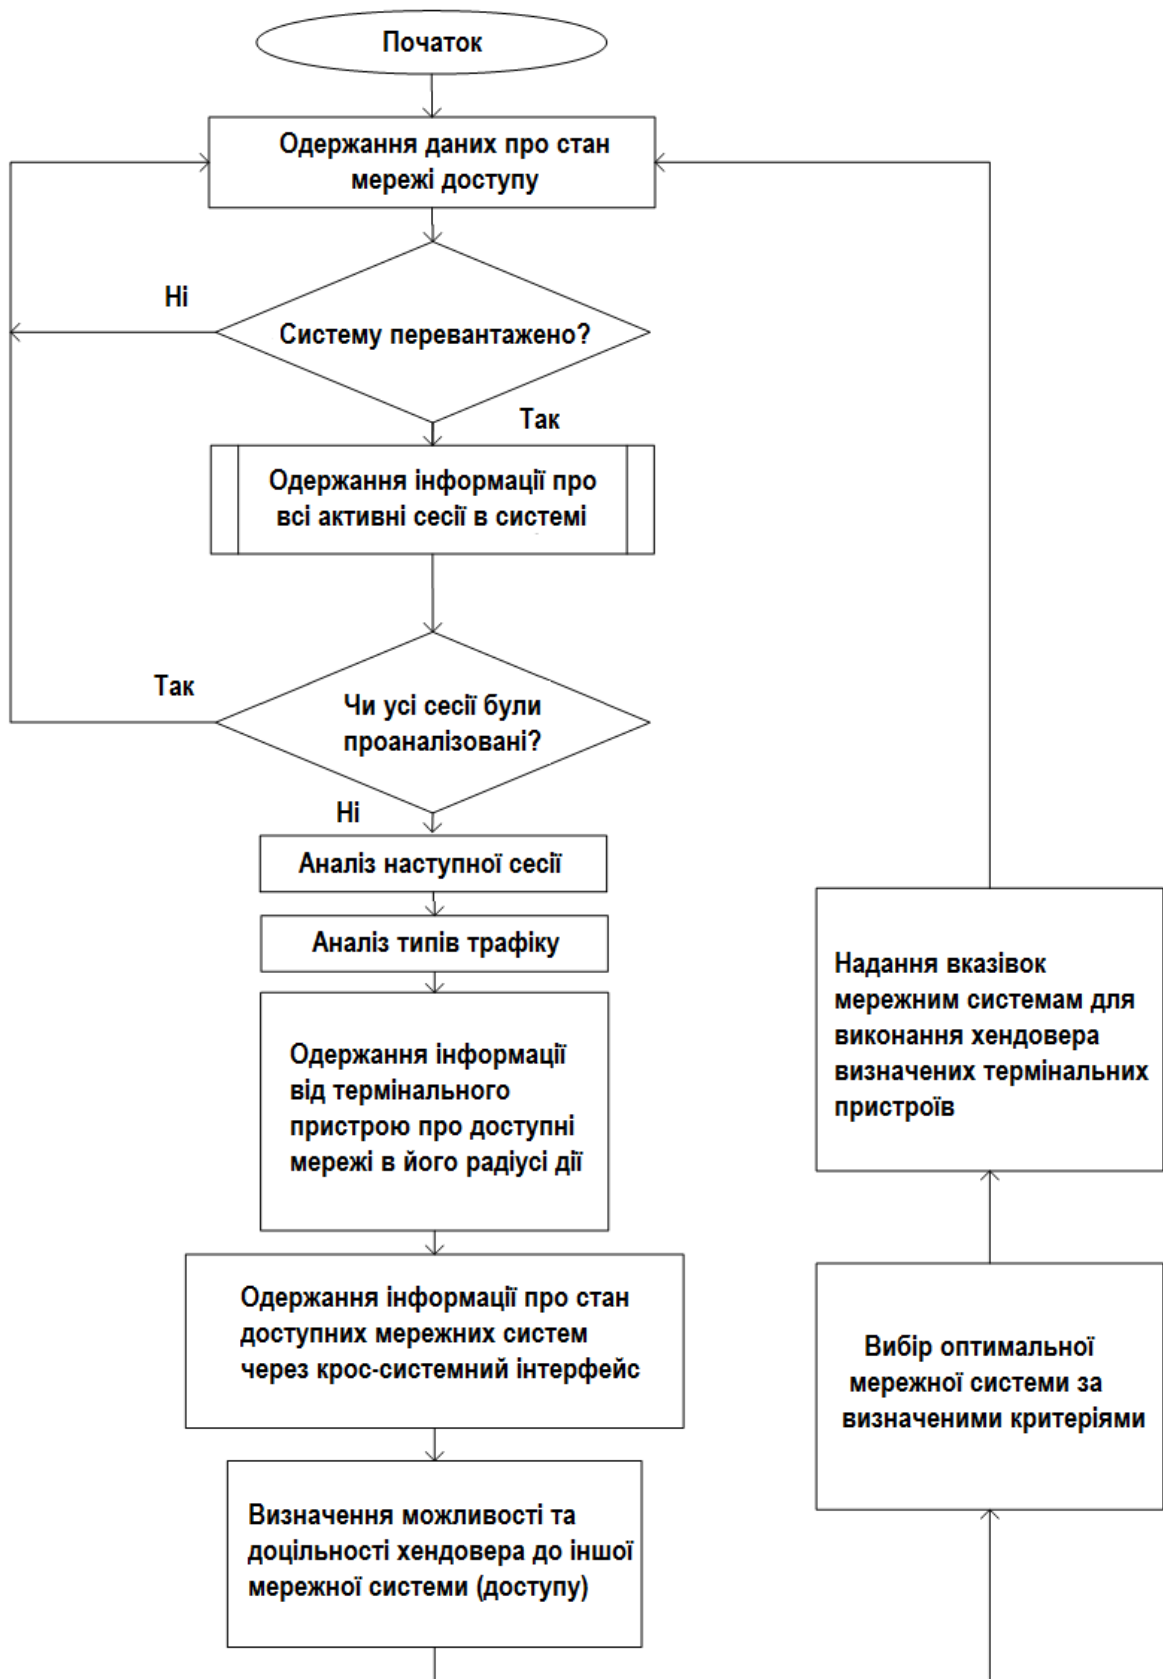 Початок
Одержання даних про стан
мережі доступу
Ні
Систему перевантажено?
Так
Одержання інформації про
всі активні сесії в системі
Так
Чи усі сесії були
проаналізовані?
Ні
Аналіз наступної сесії
Аналіз типів трафіку
Одержання інформації
від термінального
пристрою про доступні
мережі в його радіусі дії
Одержання інформації про стан
доступних мережних систем
через крос-системний інтерфейс
Визначення можливості та
доцільності хендовера до іншої
мережної системи (доступу)
Вибір оптимальної
мережної системи за
визначеними критеріями
Надання вказівок
мережним системам для
виконання хендовера
визначених термінальних
пристроїв